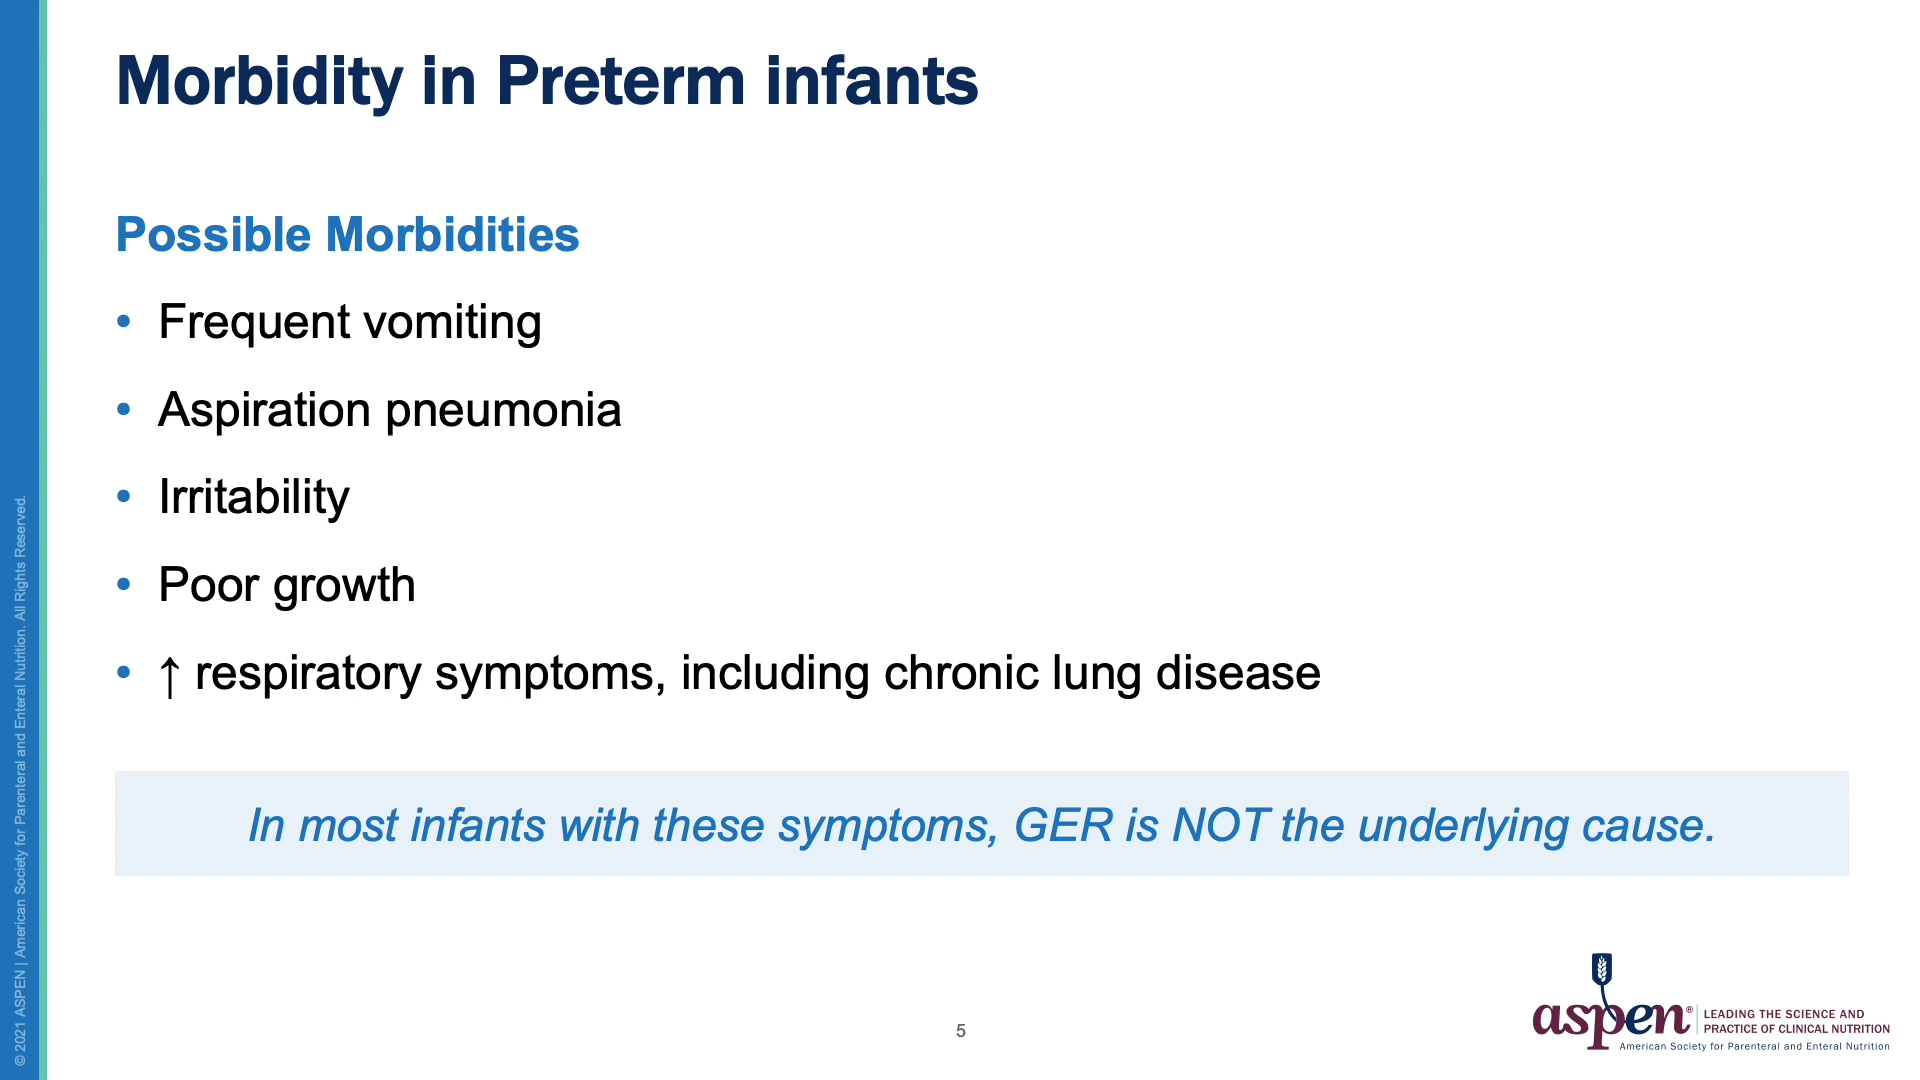 Morbidity in Preterm infants
Possible Morbidities
• Frequent vomiting
• Aspiration pneumonia
• Irritability
• Poor growth
• ↑ respiratory symptoms, including chronic lung disease
In most infants with these symptoms, GER is NOT the underlying cause.
© 2021 ASPEN | American Society for Parenteral and Enteral Nutrition. All Rights Reserved.
5
aspen®
LEADING THE SCIENCE AND
PRACTICE OF CLINICAL NUTRITION
American Society for Parenteral and Enteral Nutrition